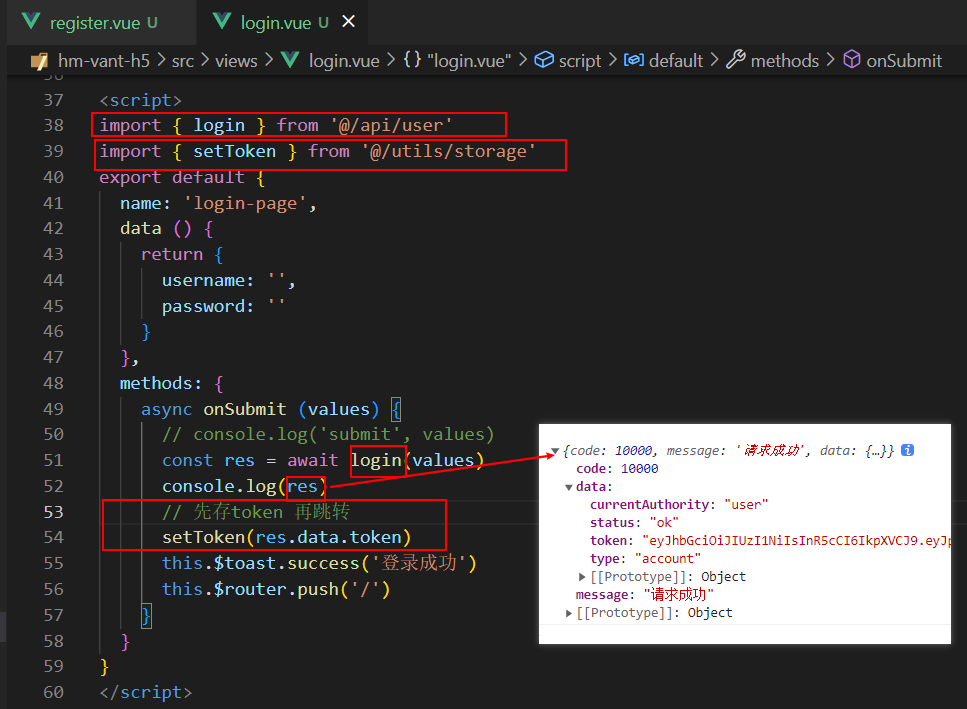 register.vue U login.vue U
hm-vant-h5 > src > views > login.vue > {} "login.vue" > script > default > methods > onSubmit
36
37 <script>
38 import { login } from '@/api/user'
39 import { setToken } from '@/utils/storage'
40 export default {
41 name: 'login-page',
42 data () {
43 return {
44 username: '',
45 password: ''
46 }
47 },
48 methods: {
49 async onSubmit (values) {
50 // console.log('submit', values)
51 const res = await login(values)
52 console.log(res)
53 // 先存token 再跳转
54 setToken(res.data.token)
55 this.$toast.success('登录成功')
56 this.$router.push('/')
57 }
58 }
59 }
60 </script>
{code: 10000, message: '请求成功', data: {…}}
code: 10000
data:
currentAuthority: "user"
status: "ok"
token: "eyJhbGciOiJIUzI1NiIsInR5cCI6IkpXVCJ9.eyJp
type: "account"
[[Prototype]]: Object
message: "请求成功"
[[Prototype]]: Object